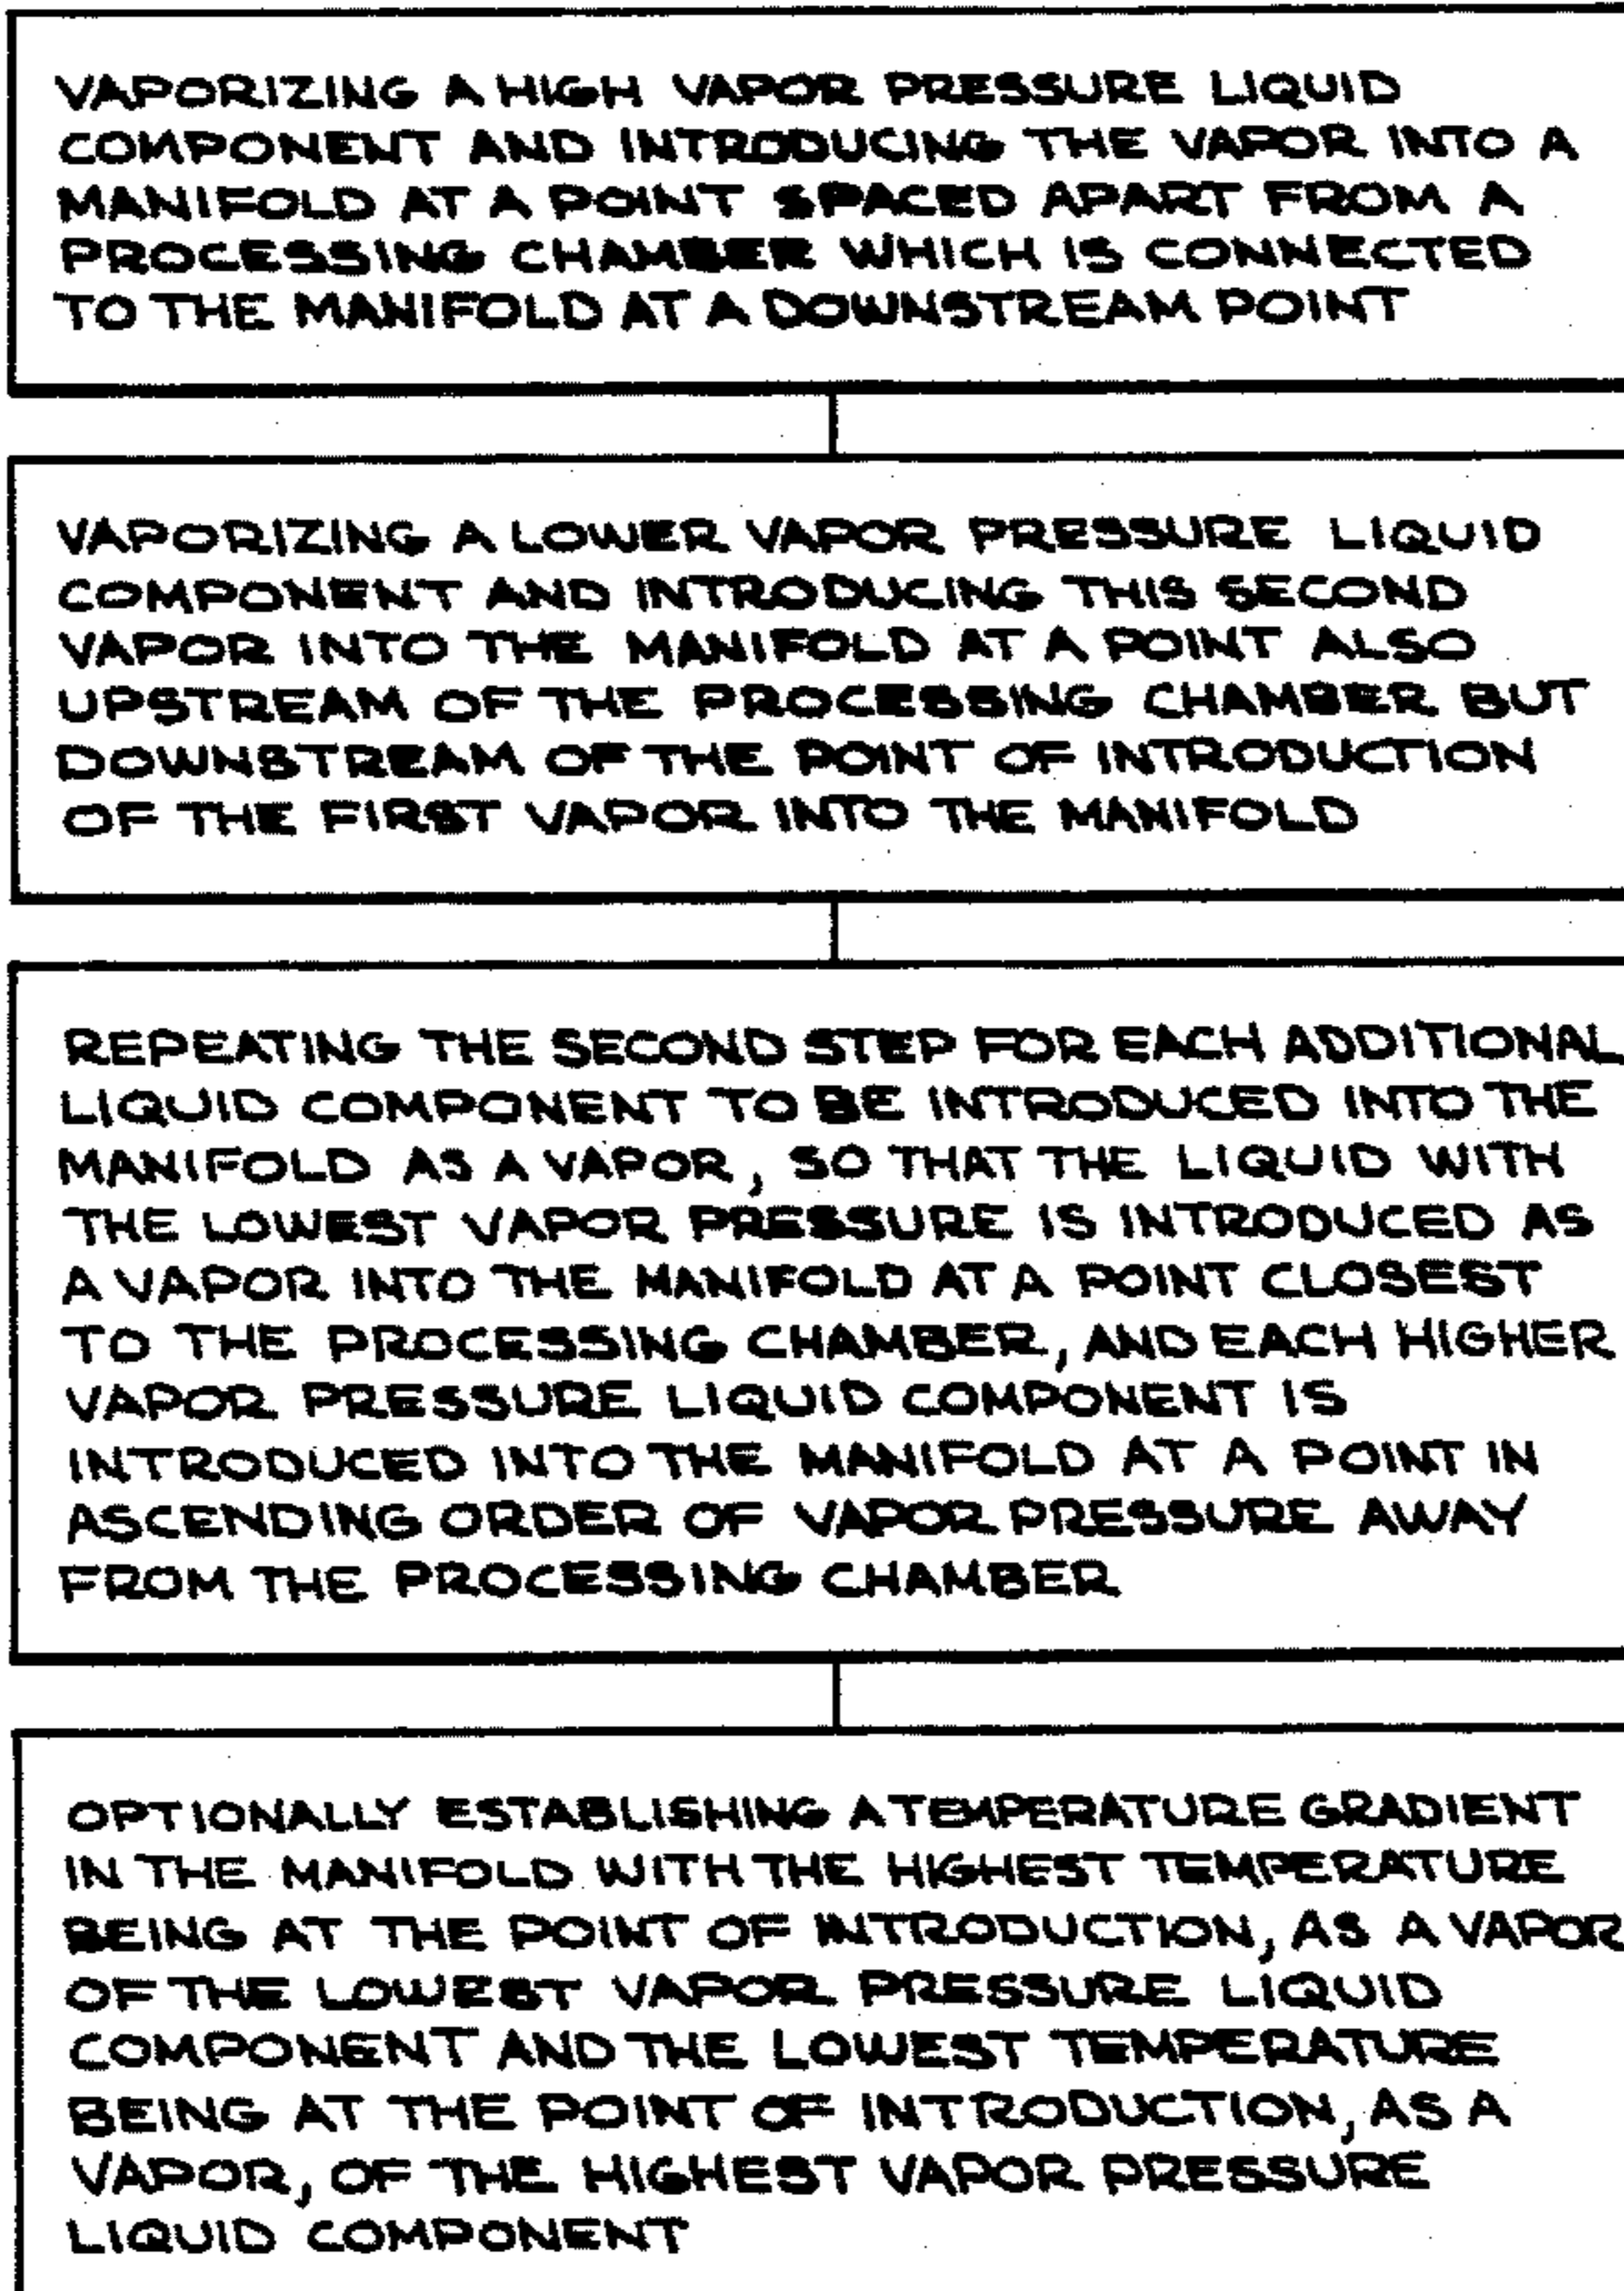 VAPORIZING A HIGH VAPOR PRESSURE LIQUID
COMPONENT AND INTRODUCING THE VAPOR INTO A
MANIFOLD AT A POINT SPACED APART FROM A
PROCESSING CHAMBER WHICH IS CONNECTED
TO THE MANIFOLD AT A DOWNSTREAM POINT
VAPORIZING A LOWER VAPOR PRESSURE LIQUID
COMPONENT AND INTRODUCING THIS SECOND
VAPOR INTO THE MANIFOLD AT A POINT ALSO
UPSTREAM OF THE PROCESSING CHAMBER BUT
DOWNSTREAM OF THE POINT OF INTRODUCTION
OF THE FIRST VAPOR INTO THE MANIFOLD
REPEATING THE SECOND STEP FOR EACH ADDITIONAL
LIQUID COMPONENT TO BE INTRODUCED INTO THE
MANIFOLD AS A VAPOR, SO THAT THE LIQUID WITH
THE LOWEST VAPOR PRESSURE IS INTRODUCED AS
A VAPOR INTO THE MANIFOLD AT A POINT CLOSEST
TO THE PROCESSING CHAMBER, AND EACH HIGHER
VAPOR PRESSURE LIQUID COMPONENT IS
INTRODUCED INTO THE MANIFOLD AT A POINT IN
ASCENDING ORDER OF VAPOR PRESSURE AWAY
FROM THE PROCESSING CHAMBER
OPTIONALLY ESTABLISHING A TEMPERATURE GRADIENT
IN THE MANIFOLD WITH THE HIGHEST TEMPERATURE
BEING AT THE POINT OF INTRODUCTION, AS A VAPOR
OF THE LOWEST VAPOR PRESSURE LIQUID
COMPONENT AND THE LOWEST TEMPERATURE
BEING AT THE POINT OF INTRODUCTION, AS A
VAPOR, OF THE HIGHEST VAPOR PRESSURE
LIQUID COMPONENT